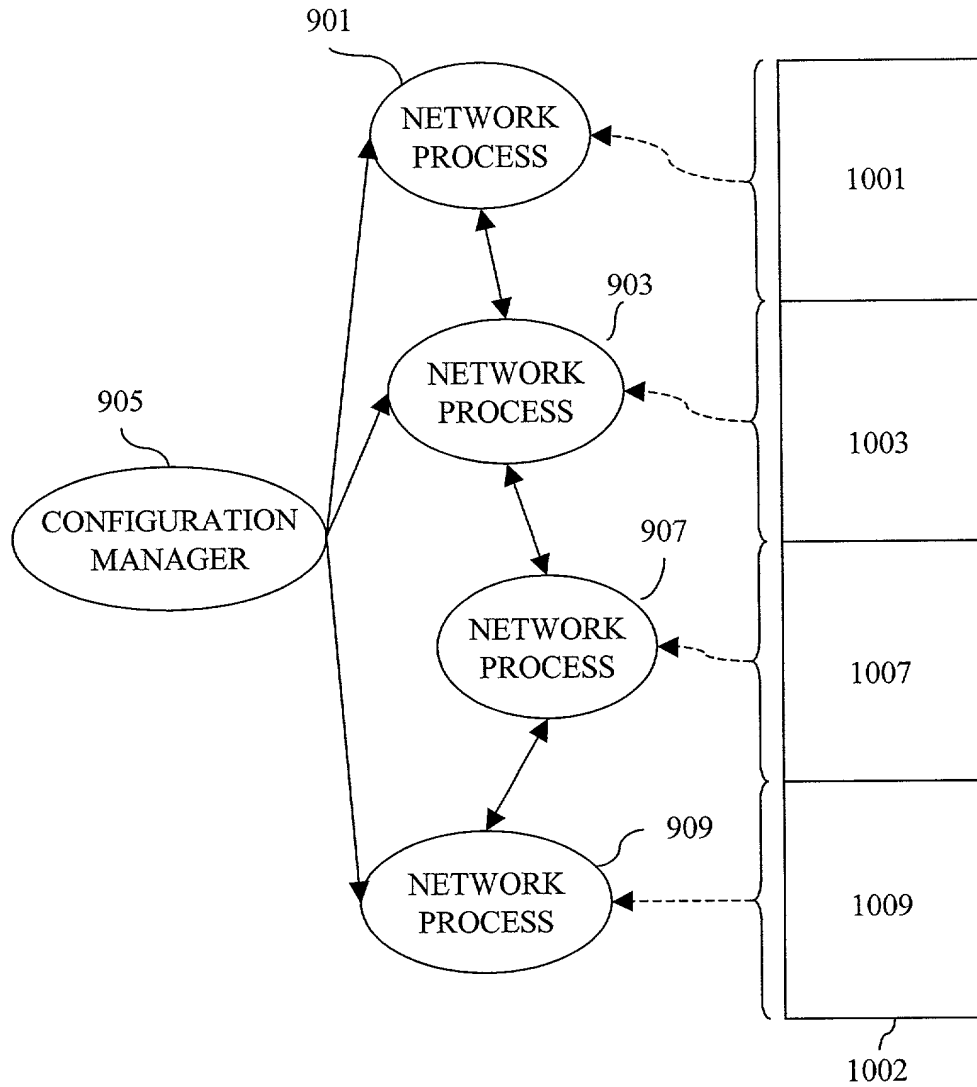 901
NETWORK
PROCESS
1001
903
NETWORK
PROCESS
1003
905
CONFIGURATION
MANAGER
907
NETWORK
PROCESS
1007
909
NETWORK
PROCESS
1009
1002